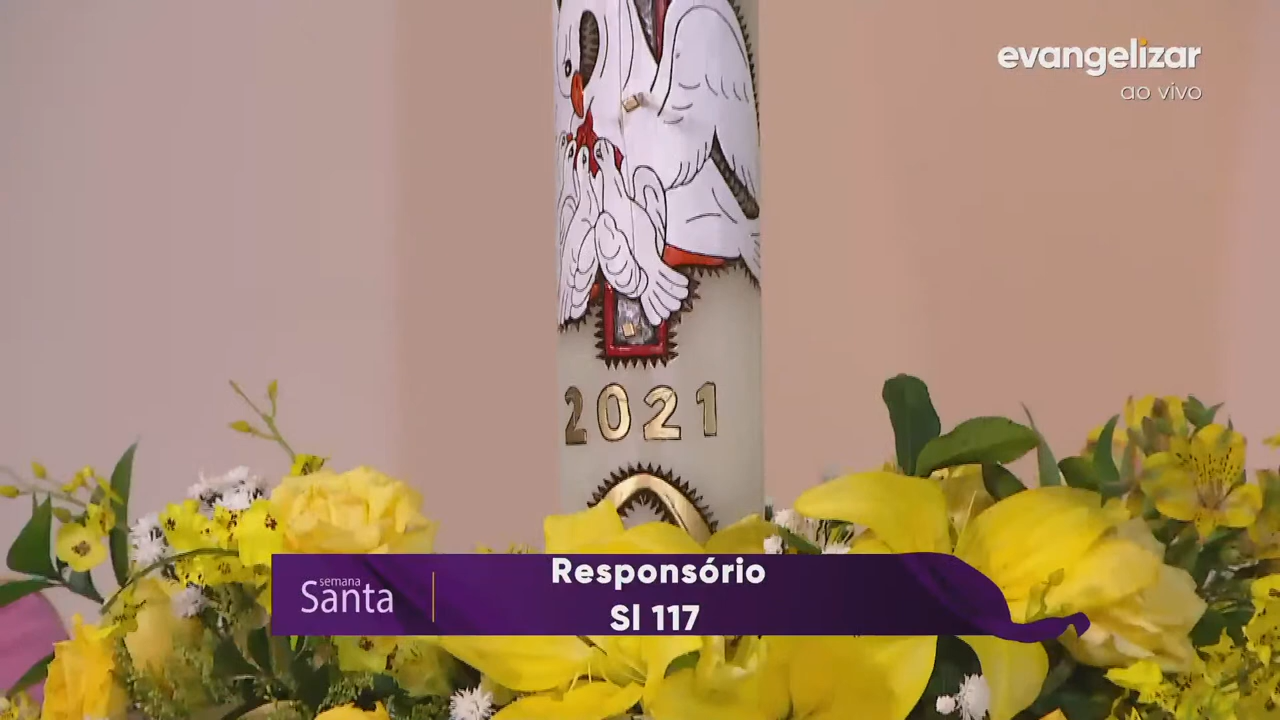 evangelizar
ao vivo
2021
semana
Santa
Responsório
Sl 117